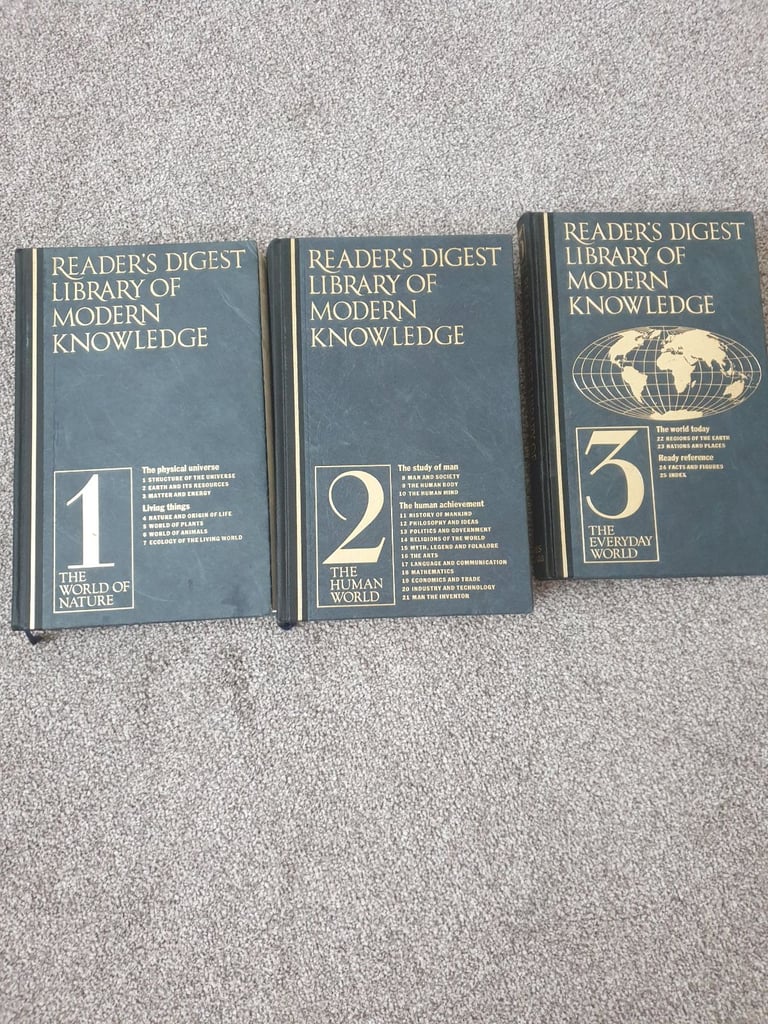 READER'S DIGEST
LIBRARY OF
MODERN
KNOWLEDGE
The physical universe
1 STRUCTURE OF THE UNIVERSE
2 EARTH AND ITS RESOURCES
3 MATTER AND ENERGY
Living things
4 NATURE AND ORIGIN OF LIFE
5 WORLD OF PLANTS
6 WORLD OF ANIMALS
7 ECOLOGY OF THE LIVING WORLD
1
THE
WORLD OF
NATURE
READER'S DIGEST
LIBRARY OF
MODERN
KNOWLEDGE
The study of man
8 MAN AND SOCIETY
9 THE HUMAN BODY
10 THE HUMAN MIND
The human achievement
11 HISTORY OF MANKIND
12 PHILOSOPHY AND IDEAS
13 POLITICS AND GOVERNMENT
14 RELIGIONS OF THE WORLD
15 MYTH, LEGEND AND FOLKLORE
16 THE ARTS
17 LANGUAGE AND COMMUNICATION
18 MATHEMATICS
19 ECONOMICS AND TRADE
20 INDUSTRY AND TECHNOLOGY
21 MAN THE INVENTOR
2
THE
HUMAN
WORLD
READER'S DIGEST
LIBRARY OF
MODERN
KNOWLEDGE
The world today
22 REGIONS OF THE EARTH
23 NATIONS AND PLACES
Ready reference
24 FACTS AND FIGURES
25 INDEX
3
THE
EVERYDAY
WORLD